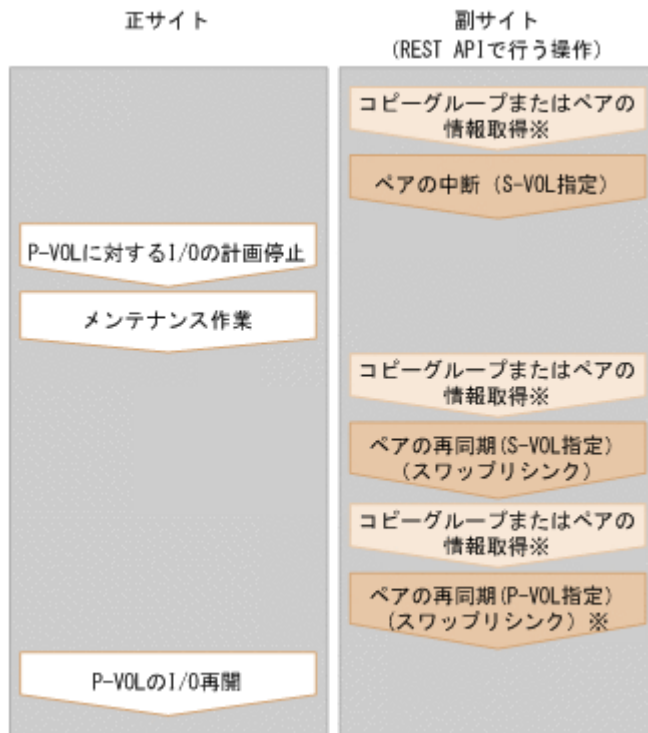 正サイト
副サイト
(REST APIで行う操作)
コピーグループまたはペアの
情報取得※
ペアの中断（S-VOL指定）
P-VOLに対するI/Oの計画停止
メンテナンス作業
コピーグループまたはペアの
情報取得※
ペアの再同期(S-VOL指定)
(スワップリシンク)
コピーグループまたはペアの
情報取得※
ペアの再同期(P-VOL指定)
(スワップリシンク) ※
P-VOLのI/O再開